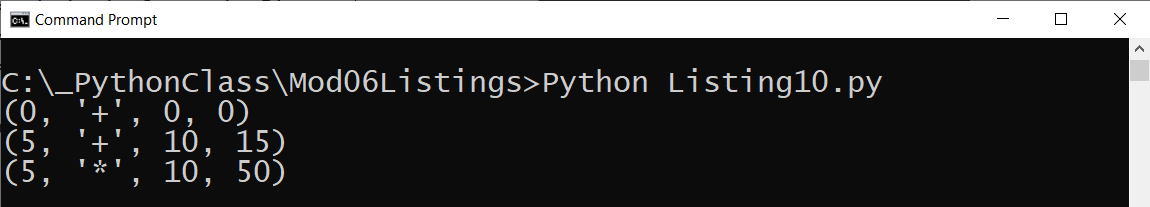 Command Prompt
C:\_PythonClass\Mod06Listings>Python Listing10.py
(0, '+', 0, 0)
(5, '+', 10, 15)
(5, '*', 10, 50)